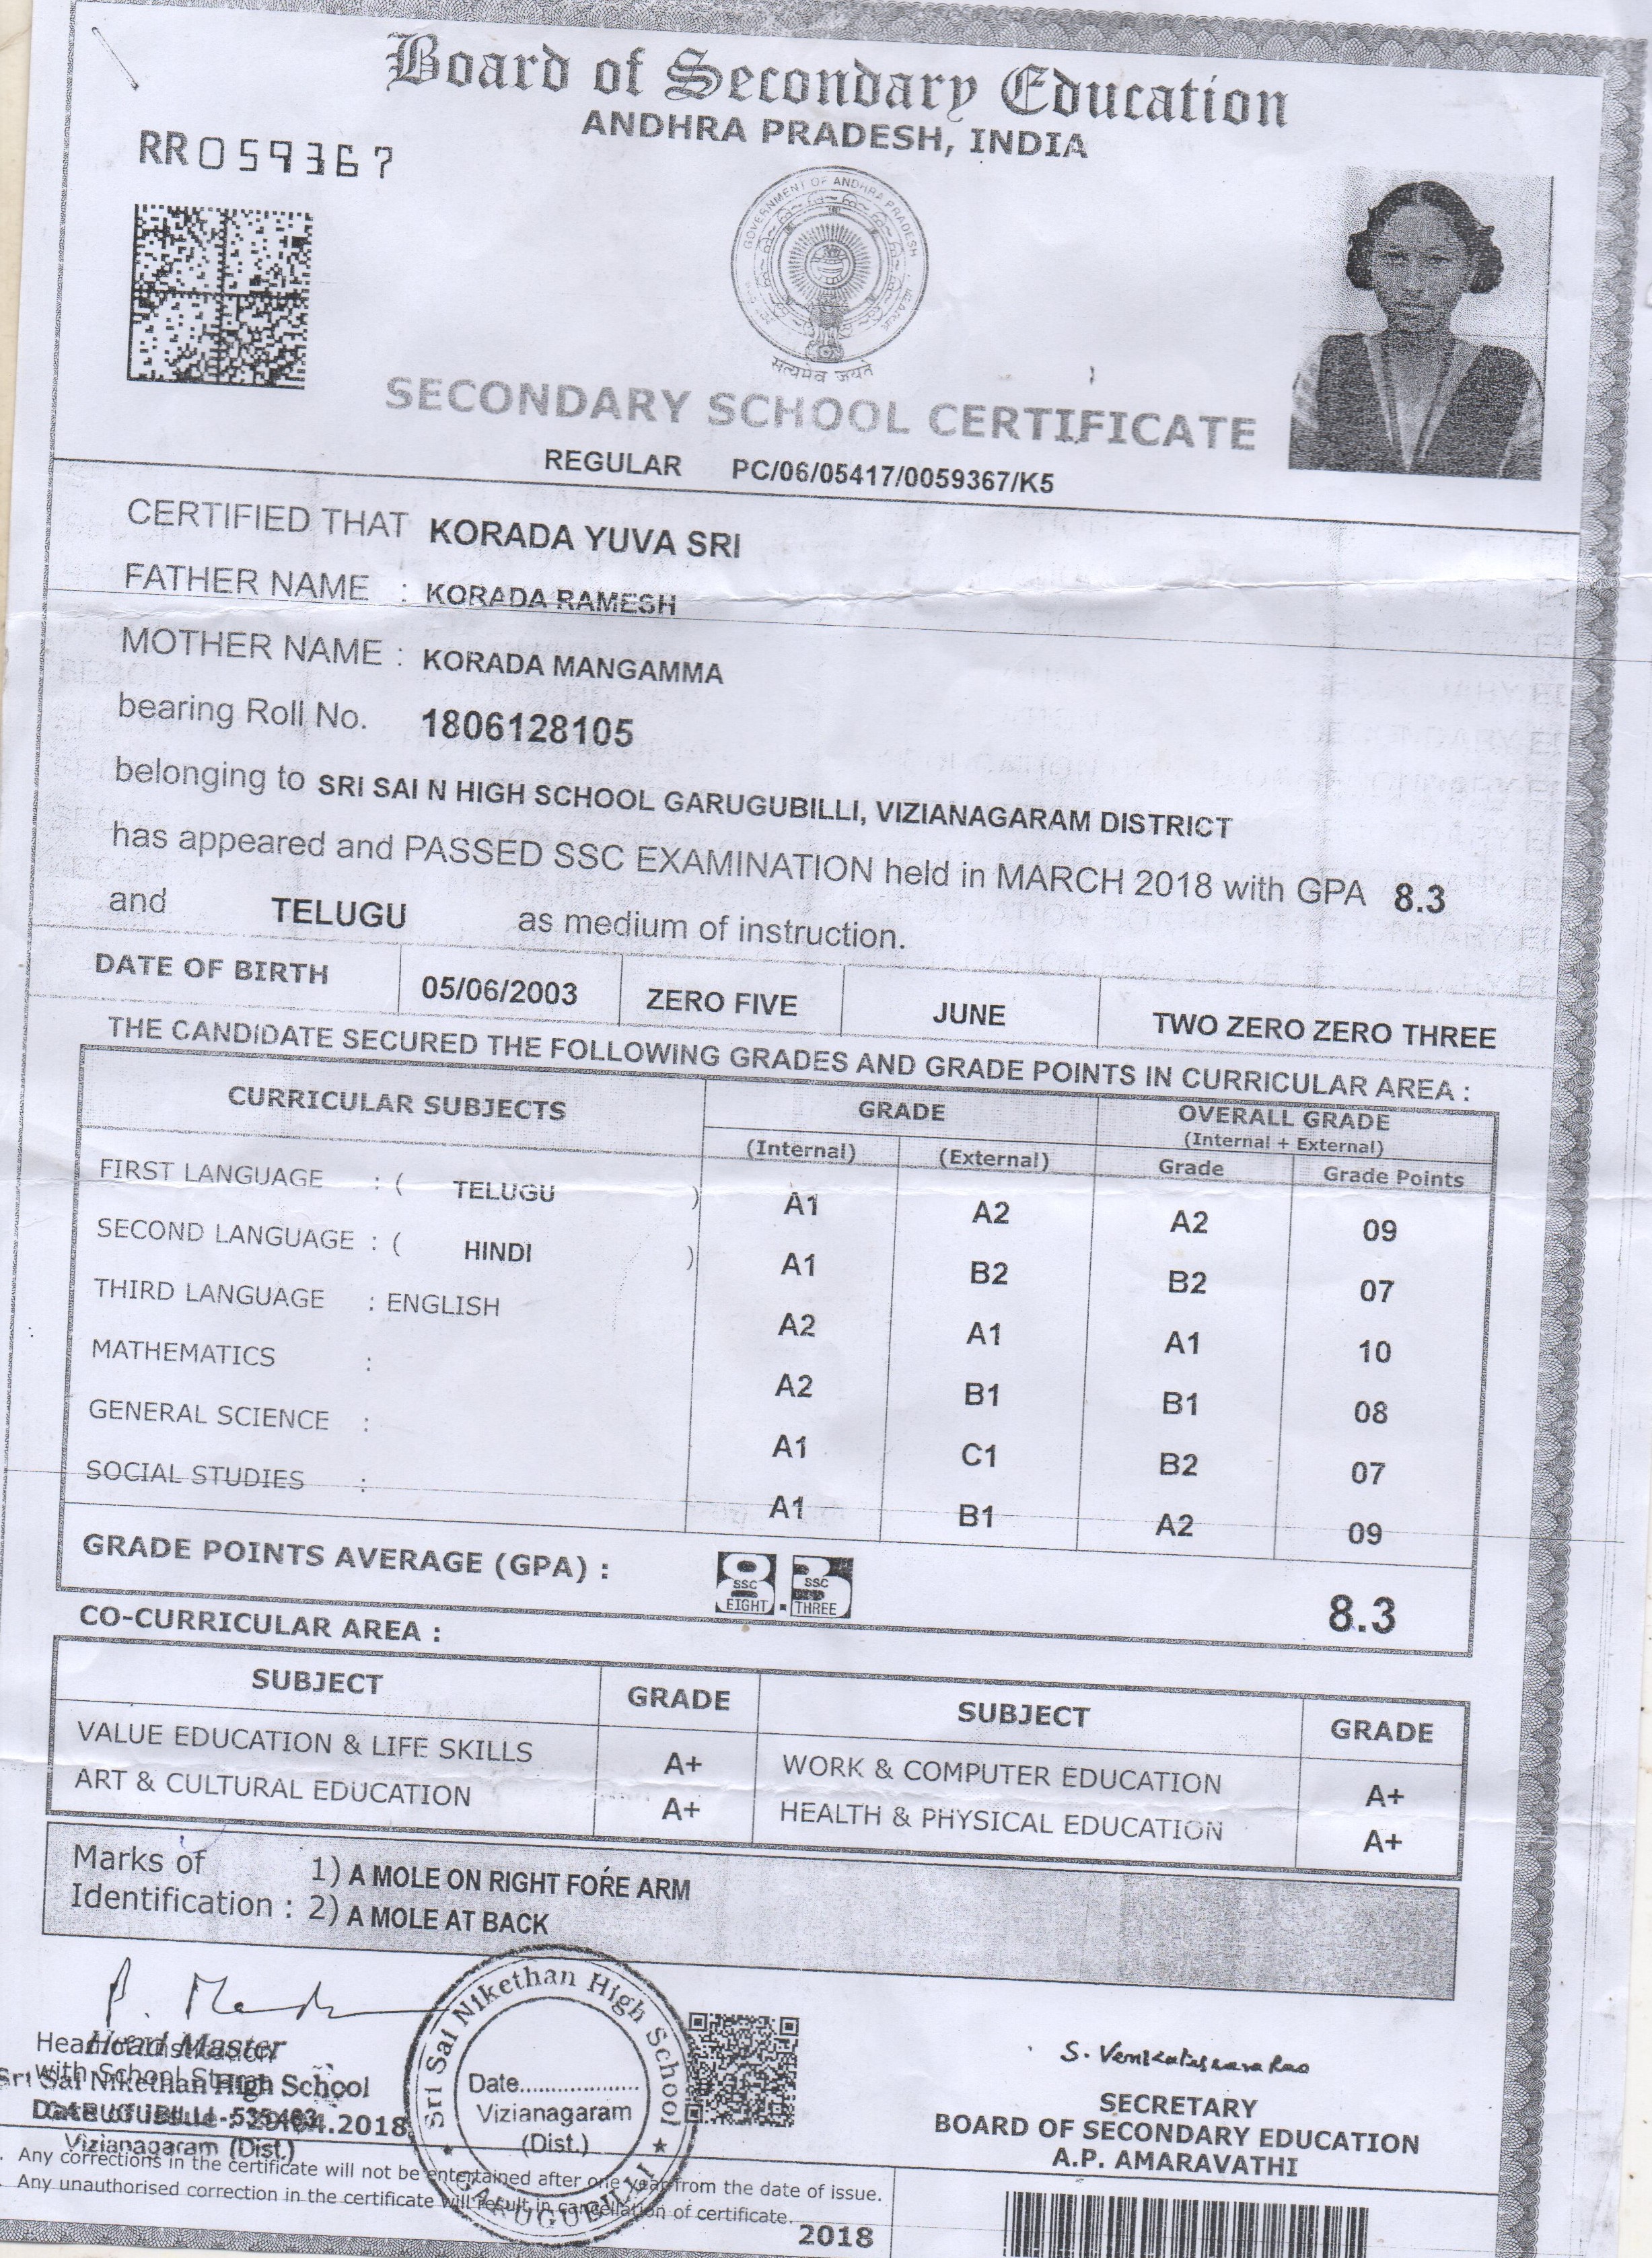 Board of Secondary Education
ANDHRA PRADESH, INDIA
RR059367
GOVERNMENT OF ANDHRA PRADESH
सत्यमेव जयते
SECONDARY SCHOOL CERTIFICATE
REGULAR PC/06/05417/0059367/K5
CERTIFIED THAT KORADA YUVA SRI
FATHER NAME : KORADA RAMESH
MOTHER NAME : KORADA MANGAMMA
bearing Roll No. 1806128105
belonging to SRI SAI N HIGH SCHOOL GARUGUBILLI, VIZIANAGARAM DISTRICT
has appeared and PASSED SSC EXAMINATION held in MARCH 2018 with GPA 8.3
and TELUGU as medium of instruction.
DATE OF BIRTH 05/06/2003 ZERO FIVE JUNE TWO ZERO ZERO THREE
THE CANDIDATE SECURED THE FOLLOWING GRADES AND GRADE POINTS IN CURRICULAR AREA :
CURRICULAR SUBJECTS GRADE OVERALL GRADE
(Internal + External)
(Internal) (External) Grade Grade Points
FIRST LANGUAGE : ( TELUGU ) A1 A2 A2 09
SECOND LANGUAGE : ( HINDI ) A1 B2 B2 07
THIRD LANGUAGE : ENGLISH A2 A1 A1 10
MATHEMATICS : A2 B1 B1 08
GENERAL SCIENCE : A1 C1 B2 07
SOCIAL STUDIES : A1 B1 A2 09
GRADE POINTS AVERAGE (GPA) : 8 SSC EIGHT . 3 SSC THREE 8.3
CO-CURRICULAR AREA :
SUBJECT GRADE SUBJECT GRADE
VALUE EDUCATION & LIFE SKILLS A+ WORK & COMPUTER EDUCATION A+
ART & CULTURAL EDUCATION A+ HEALTH & PHYSICAL EDUCATION A+
Marks of Identification : 1) A MOLE ON RIGHT FORE ARM
2) A MOLE AT BACK
Head of Institution
with School Stamp
Head Master
Sri Sai Nikethan High School
GARUGUBILLI-535463
Vizianagaram (Dist.)
Date of Issue - 29.04.2018
Sri Sai Nikethan High School
Date..................
Vizianagaram
(Dist.)
GARUGUBILLI
S. Venkateswara Rao
SECRETARY
BOARD OF SECONDARY EDUCATION
A.P. AMARAVATHI
. Any corrections in the certificate will not be entertained after one year from the date of issue.
. Any unauthorised correction in the certificate will result in cancellation of certificate.
2018